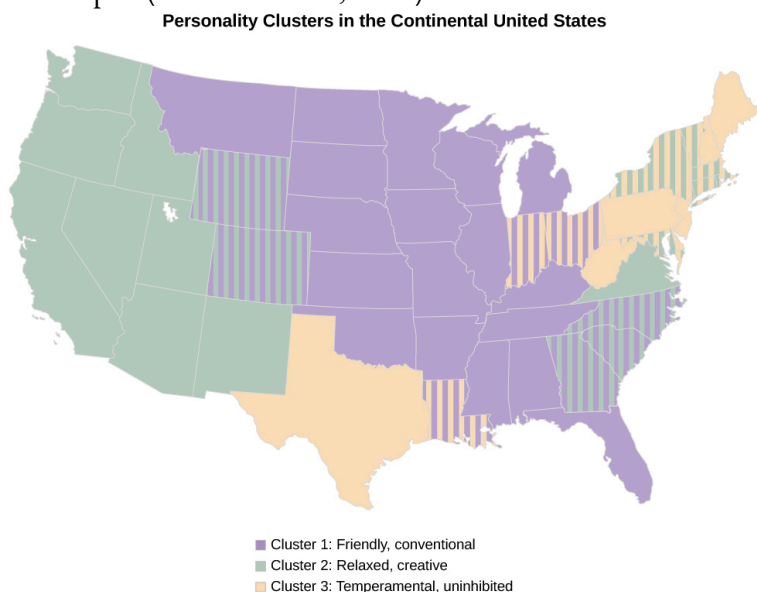 Personality Clusters in the Continental United States
Cluster 1: Friendly, conventional
Cluster 2: Relaxed, creative
Cluster 3: Temperamental, uninhibited